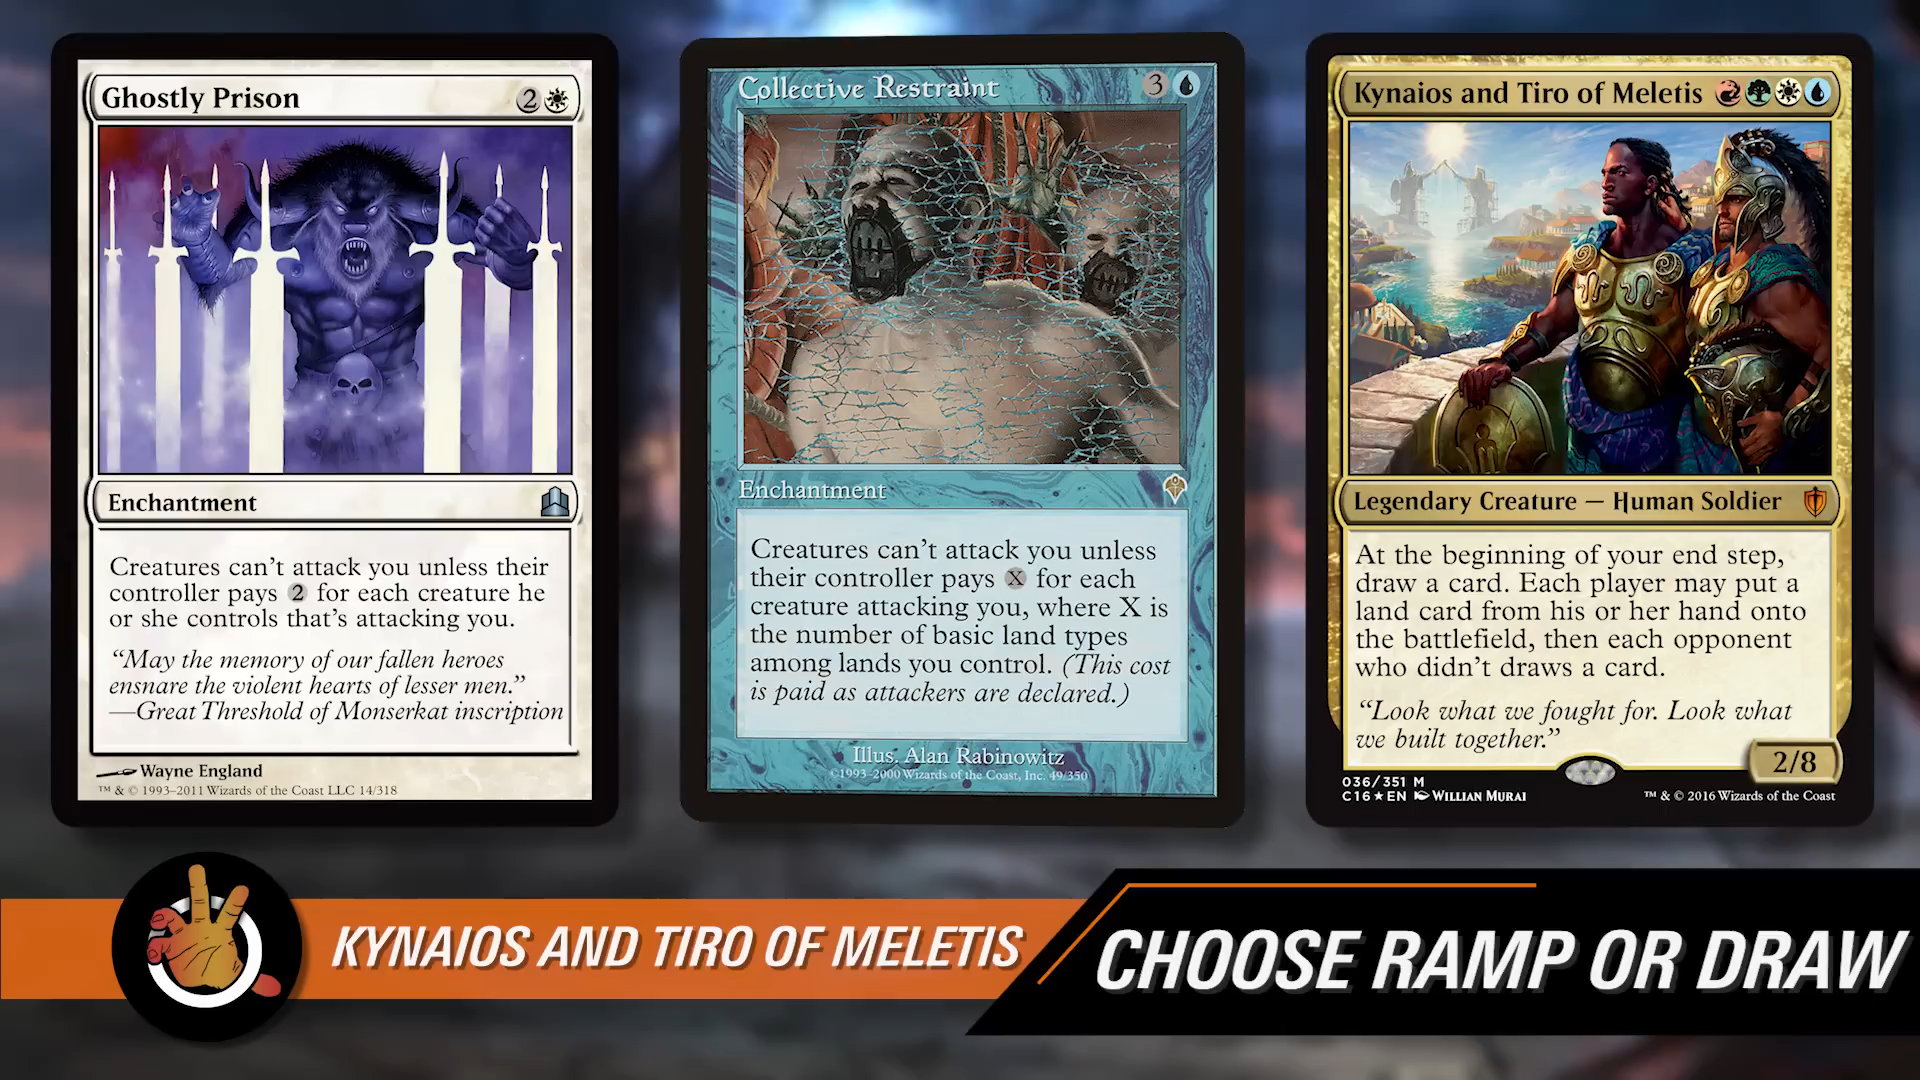 Ghostly Prison 2
Enchantment
Creatures can't attack you unless their
controller pays 2 for each creature he
or she controls that's attacking you.
“May the memory of our fallen heroes
ensnare the violent hearts of lesser men.”
—Great Threshold of Monserkat inscription
Wayne England
™ & © 1993–2011 Wizards of the Coast LLC 14/318
Collective Restraint 3
Enchantment
Creatures can't attack you unless
their controller pays X for each
creature attacking you, where X is
the number of basic land types
among lands you control. (This cost
is paid as attackers are declared.)
Illus. Alan Rabinowitz
©1993-2000 Wizards of the Coast, Inc. 49/350
Kynaios and Tiro of Meletis
Legendary Creature — Human Soldier
At the beginning of your end step,
draw a card. Each player may put a
land card from his or her hand onto
the battlefield, then each opponent
who didn't draws a card.
“Look what we fought for. Look what
we built together.”
2/8
036/351 M
C16★EN WILLIAN MURAI
™ & © 2016 Wizards of the Coast
KYNAIOS AND TIRO OF MELETIS
CHOOSE RAMP OR DRAW